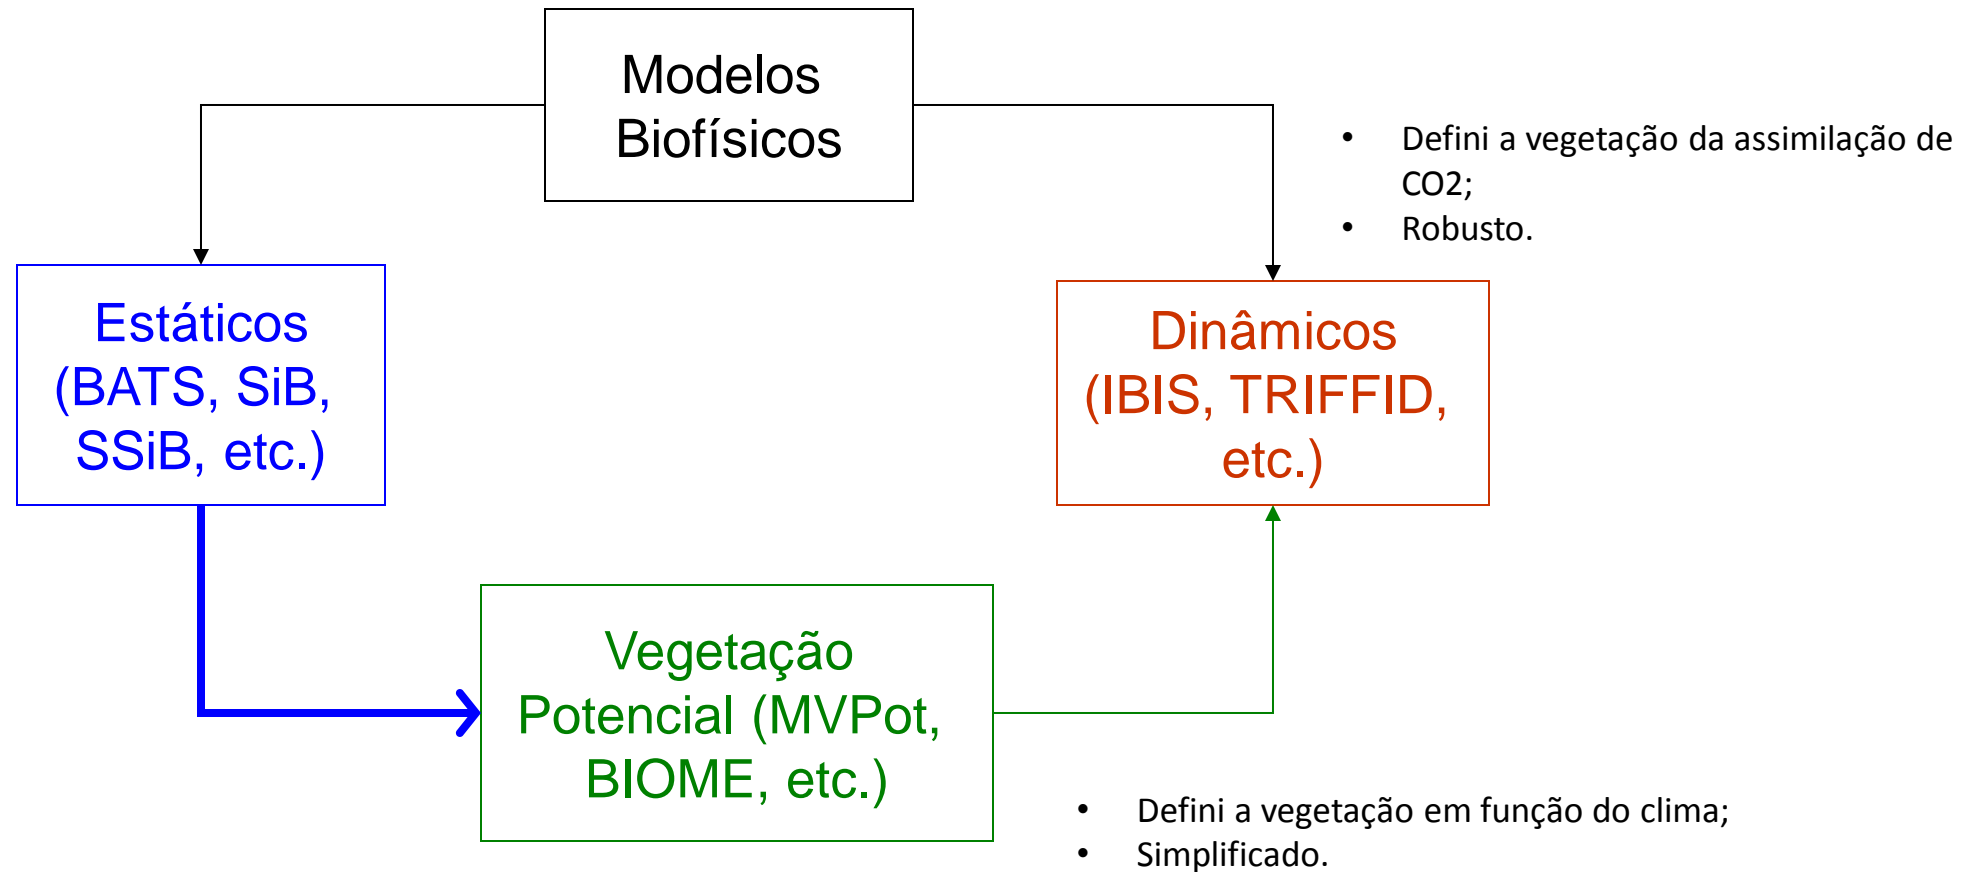 Modelos
Biofísicos
• Defini a vegetação da assimilação de
CO2;
• Robusto.
Estáticos
(BATS, SiB,
SSiB, etc.)
Dinâmicos
(IBIS, TRIFFID,
etc.)
Vegetação
Potencial (MVPot,
BIOME, etc.)
• Defini a vegetação em função do clima;
• Simplificado.